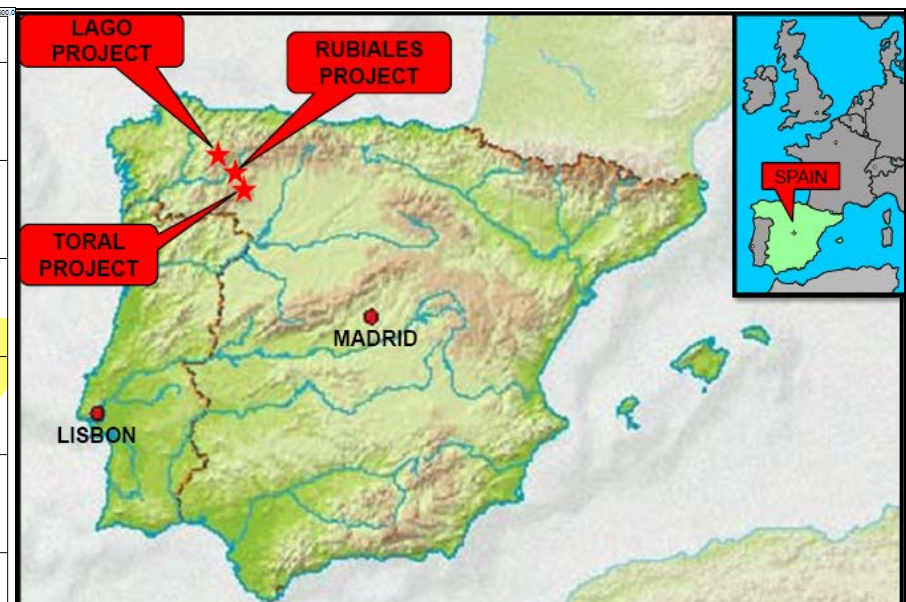 LAGO
PROJECT
RUBIALES
PROJECT
SPAIN
TORAL
PROJECT
MADRID
LISBON